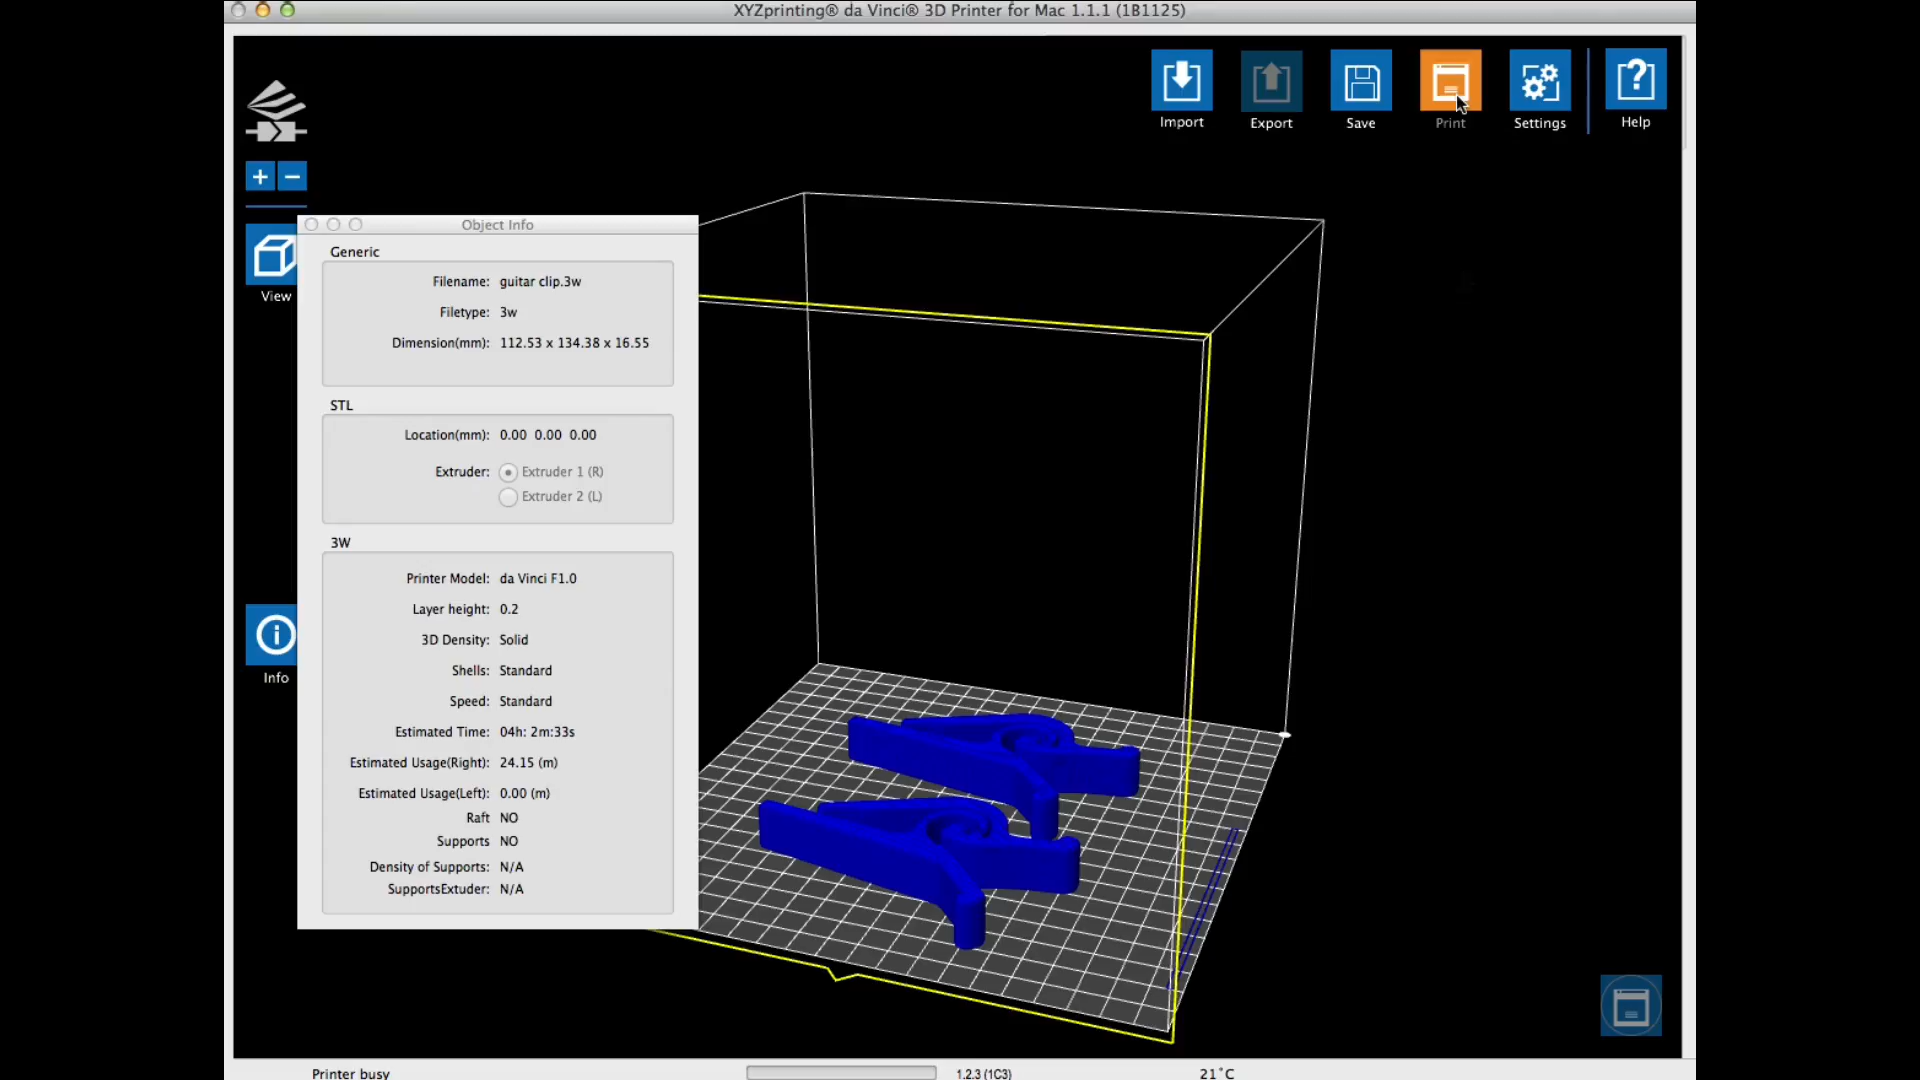 XYZprinting® da Vinci® 3D Printer for Mac 1.1.1 (1B1125)
Import
Export
Save
Print
Settings
Help
View
Info
Object Info
Generic
Filename: guitar clip.3w
Filetype: 3w
Dimension(mm): 112.53 x 134.38 x 16.55
STL
Location(mm): 0.00 0.00 0.00
Extruder: Extruder 1 (R)
Extruder 2 (L)
3W
Printer Model: da Vinci F1.0
Layer height: 0.2
3D Density: Solid
Shells: Standard
Speed: Standard
Estimated Time: 04h: 2m:33s
Estimated Usage(Right): 24.15 (m)
Estimated Usage(Left): 0.00 (m)
Raft NO
Supports NO
Density of Supports: N/A
SupportsExtuder: N/A
Printer busy
1.2.3 (1C3)
21˚C